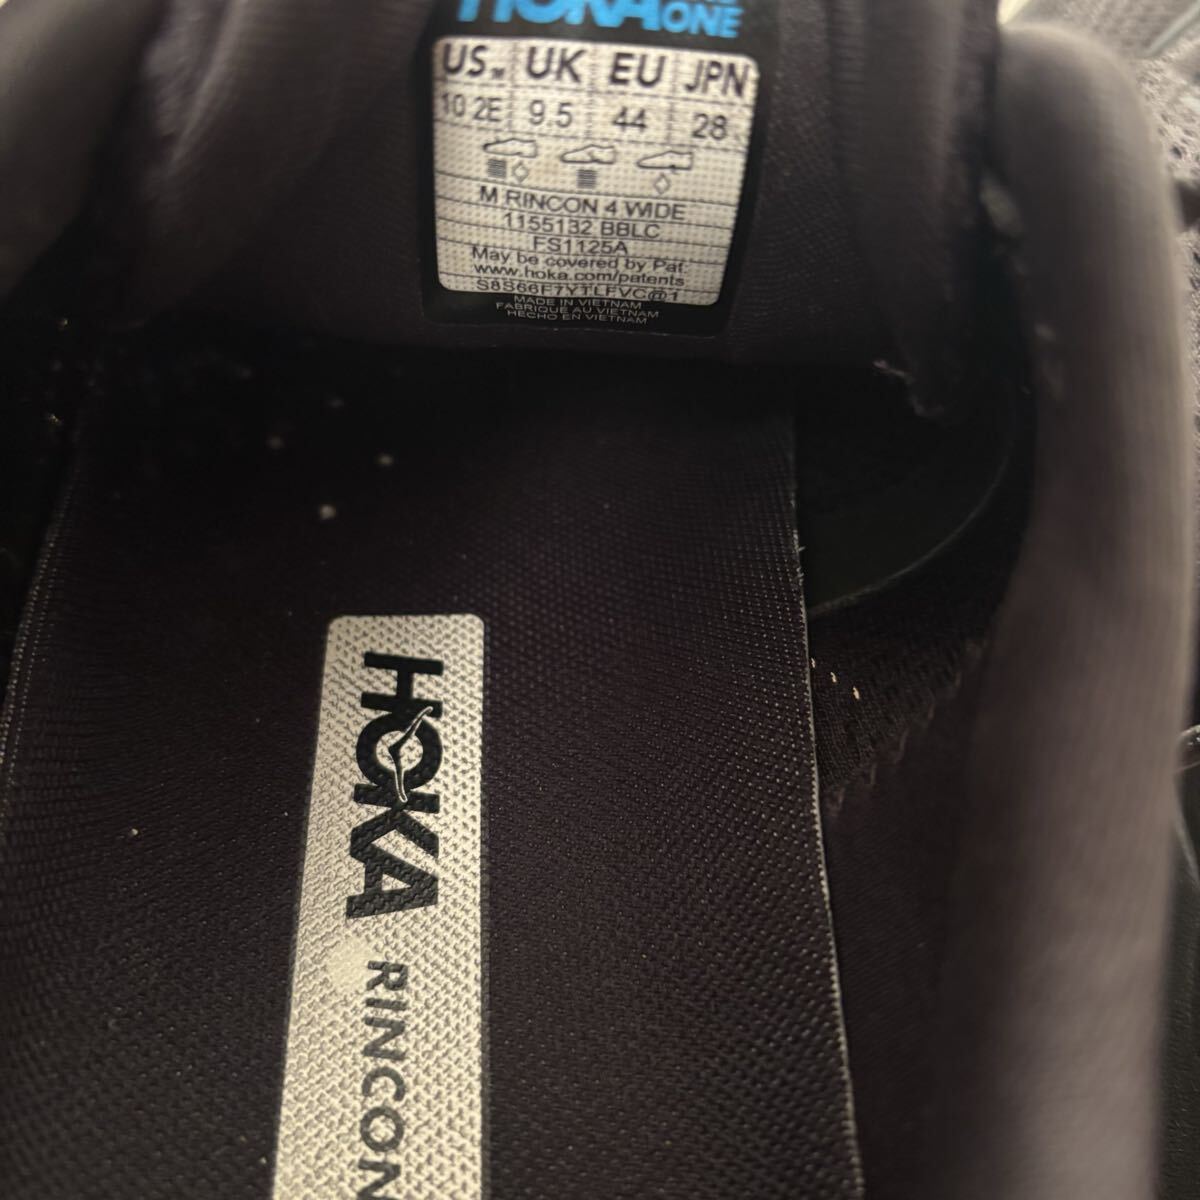 HOKA ONE ONE
US M UK EU JPN
10 2E 9.5 44 28
M RINCON 4 WIDE
1155132 BBLC
FS1125A
May be covered by Pat:
www.hoka.com/patents
S8S66F7YTLFVC@1
MADE IN VIETNAM
FABRIQUE AU VIETNAM
HECHO EN VIETNAM
HOKA RINCON